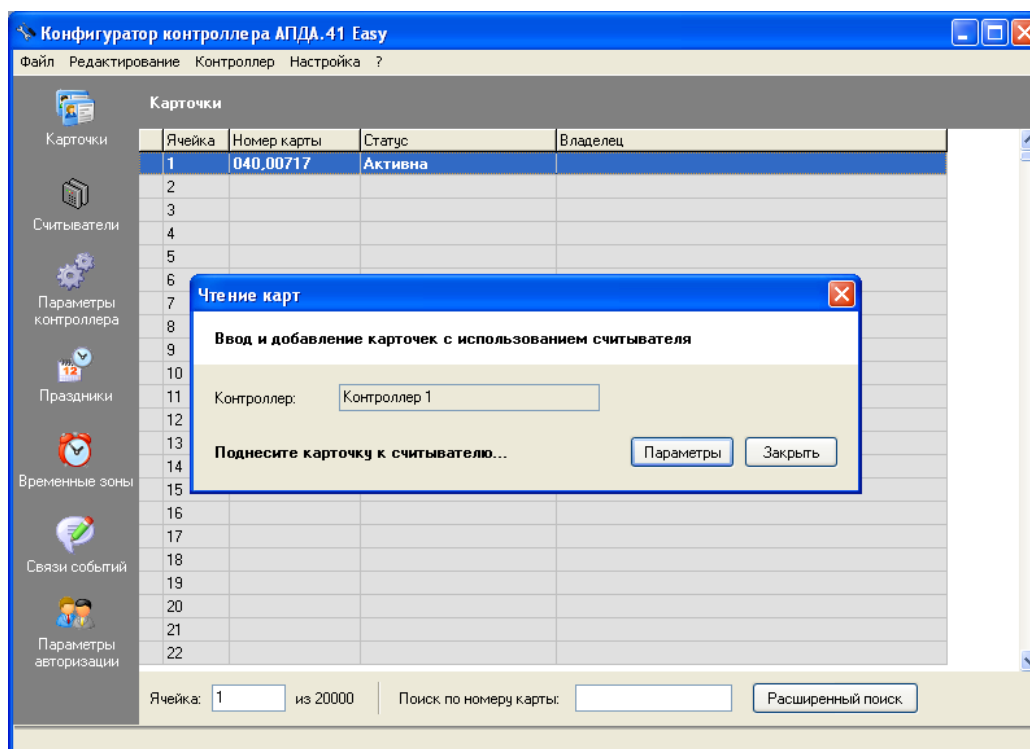 Конфигуратор контроллера АПДА.41 Easy
Файл Редактирование Контроллер Настройка ?
Карточки
Карточки
Ячейка Номер карты Статус Владелец
1 040,00717 Активна
2
3
4
5
6
7
8
9
10
11
12
13
14
15
16
17
18
19
20
21
22
Считыватели
Параметры
контроллера
Праздники
Временные зоны
Связи событий
Параметры
авторизации
Чтение карт
Ввод и добавление карточек с использованием считывателя
Контроллер: Контроллер 1
Поднесите карточку к считывателю... Параметры Закрыть
Ячейка: 1 из 20000 Поиск по номеру карты: Расширенный поиск
12